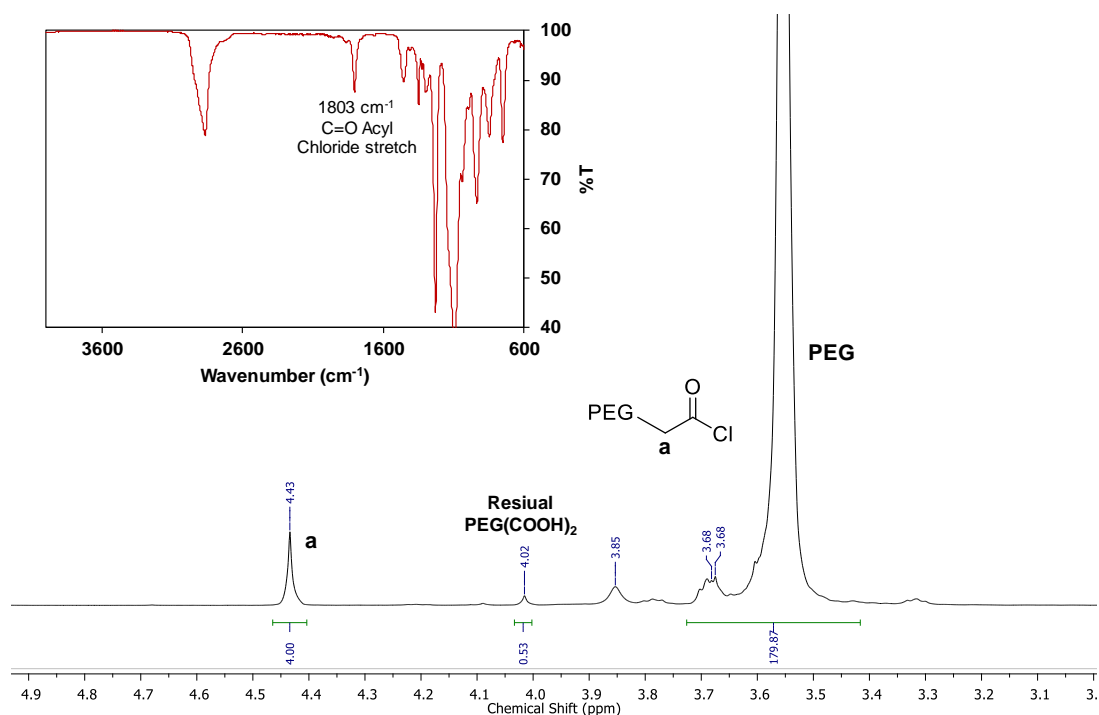 100
90
80
70
60
50
40
%T
1803 cm⁻¹
C=O Acyl
Chloride stretch
3600 2600 1600 600
Wavenumber (cm⁻¹)
PEG
O
PEG
Cl
a
4.43
a
Resiual
PEG(COOH)₂
4.02
3.85
3.68
3.68
4.00
0.53
179.87
4.9 4.8 4.7 4.6 4.5 4.4 4.3 4.2 4.1 4.0 3.9 3.8 3.7 3.6 3.5 3.4 3.3 3.2 3.1
Chemical Shift (ppm)